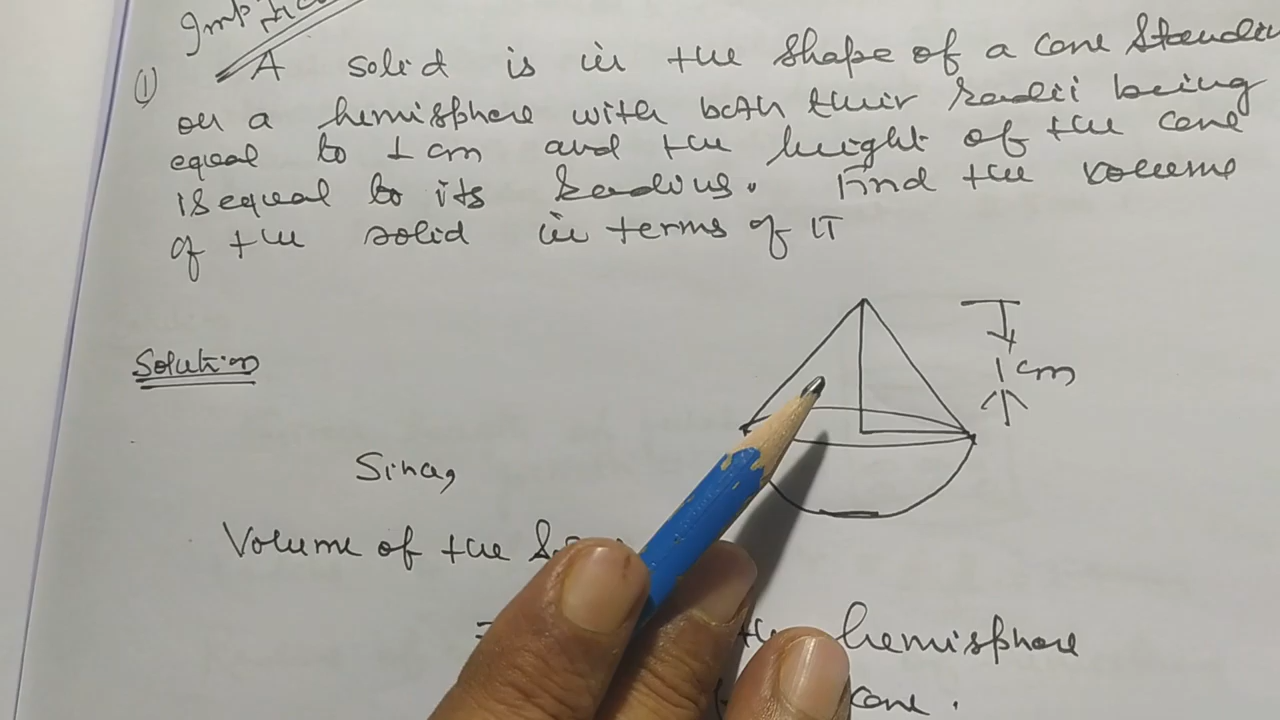 (1) A solid is in the shape of a cone standin
on a hemisphere with both their radii being
equal to 1 cm and the height of the cone
is equal to its radius. Find the volume
of the solid in terms of π
1 cm
Solution
Since,
Volume of the
= the hemisphere
cone.